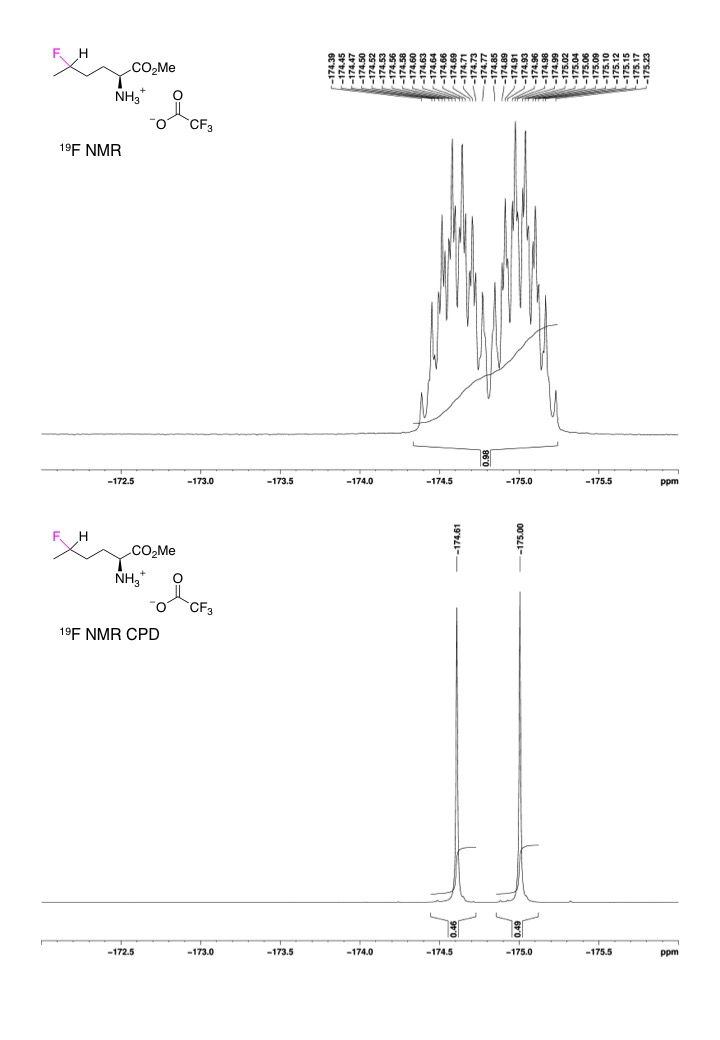 F H
CO₂Me
NH₃⁺
O
⁻O CF₃
¹⁹F NMR
−174.39
−174.45
−174.47
−174.50
−174.52
−174.53
−174.56
−174.58
−174.60
−174.63
−174.64
−174.66
−174.69
−174.71
−174.73
−174.77
−174.85
−174.89
−174.91
−174.93
−174.96
−174.98
−174.99
−175.02
−175.04
−175.06
−175.09
−175.10
−175.12
−175.15
−175.17
−175.23
0.98
−172.5 −173.0 −173.5 −174.0 −174.5 −175.0 −175.5 ppm
F H
CO₂Me
NH₃⁺
O
⁻O CF₃
¹⁹F NMR CPD
−174.61
−175.00
0.46
0.49
−172.5 −173.0 −173.5 −174.0 −174.5 −175.0 −175.5 ppm